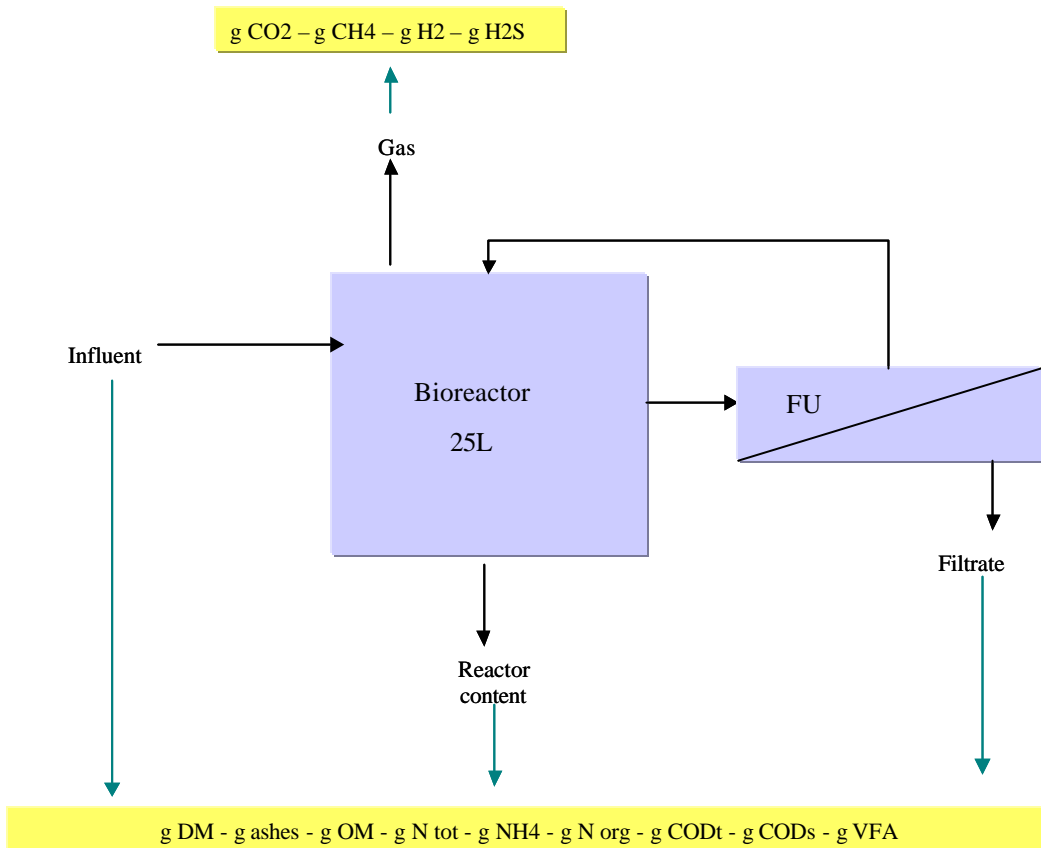 g CO2 – g CH4 – g H2 – g H2S
Gas
Influent
Bioreactor
25L
FU
Filtrate
Reactor
content
g DM - g ashes - g OM - g N tot - g NH4 - g N org - g CODt - g CODs - g VFA